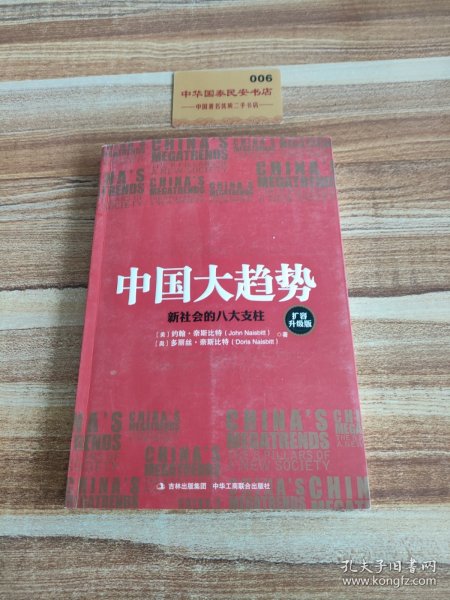 006
中华国泰民安书店
——中国著名优质二手书店——
CHINA'S
MEGATRENDS
中国大趋势
新社会的八大支柱
扩容
升级版
[美] 约翰·奈斯比特 (John Naisbitt)
[奥] 多丽丝·奈斯比特 (Doris Naisbitt)
◇著
CHINA'S
MEGATRENDS
THE 8 PILLARS OF
A NEW SOCIETY
吉林出版集团 中华工商联合出版社
孔夫子旧书网
www.kongfz.com